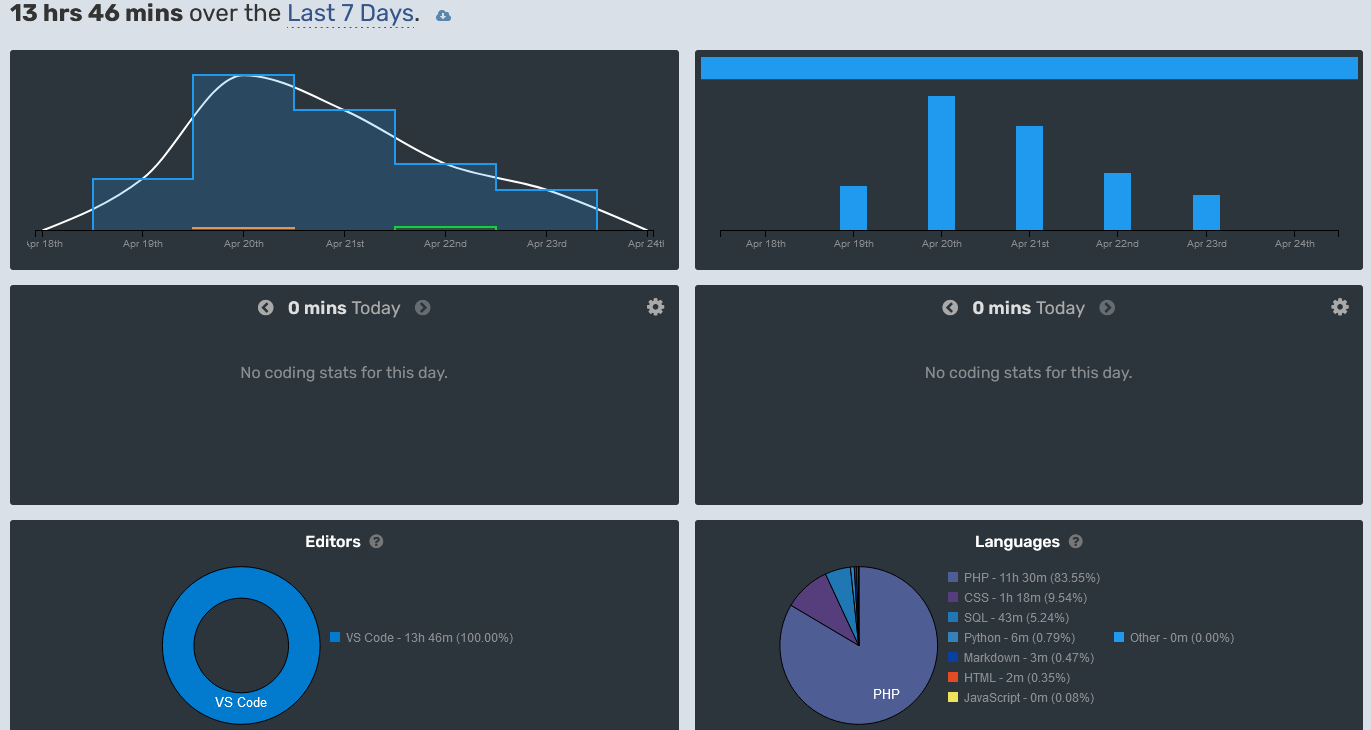 13 hrs 46 mins over the Last 7 Days.
Apr 18th Apr 19th Apr 20th Apr 21st Apr 22nd Apr 23rd Apr 24tl
Apr 18th Apr 19th Apr 20th Apr 21st Apr 22nd Apr 23rd Apr 24th
0 mins Today
No coding stats for this day.
0 mins Today
No coding stats for this day.
Editors ?
VS Code - 13h 46m (100.00%)
VS Code
Languages ?
PHP - 11h 30m (83.55%)
CSS - 1h 18m (9.54%)
SQL - 43m (5.24%)
Python - 6m (0.79%)
Markdown - 3m (0.47%)
HTML - 2m (0.35%)
JavaScript - 0m (0.08%)
Other - 0m (0.00%)
PHP